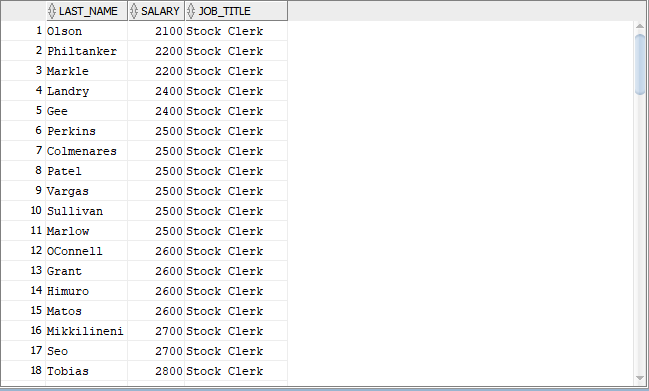 LAST_NAME SALARY JOB_TITLE
1 Olson 2100 Stock Clerk
2 Philtanker 2200 Stock Clerk
3 Markle 2200 Stock Clerk
4 Landry 2400 Stock Clerk
5 Gee 2400 Stock Clerk
6 Perkins 2500 Stock Clerk
7 Colmenares 2500 Stock Clerk
8 Patel 2500 Stock Clerk
9 Vargas 2500 Stock Clerk
10 Sullivan 2500 Stock Clerk
11 Marlow 2500 Stock Clerk
12 OConnell 2600 Stock Clerk
13 Grant 2600 Stock Clerk
14 Himuro 2600 Stock Clerk
15 Matos 2600 Stock Clerk
16 Mikkilineni 2700 Stock Clerk
17 Seo 2700 Stock Clerk
18 Tobias 2800 Stock Clerk